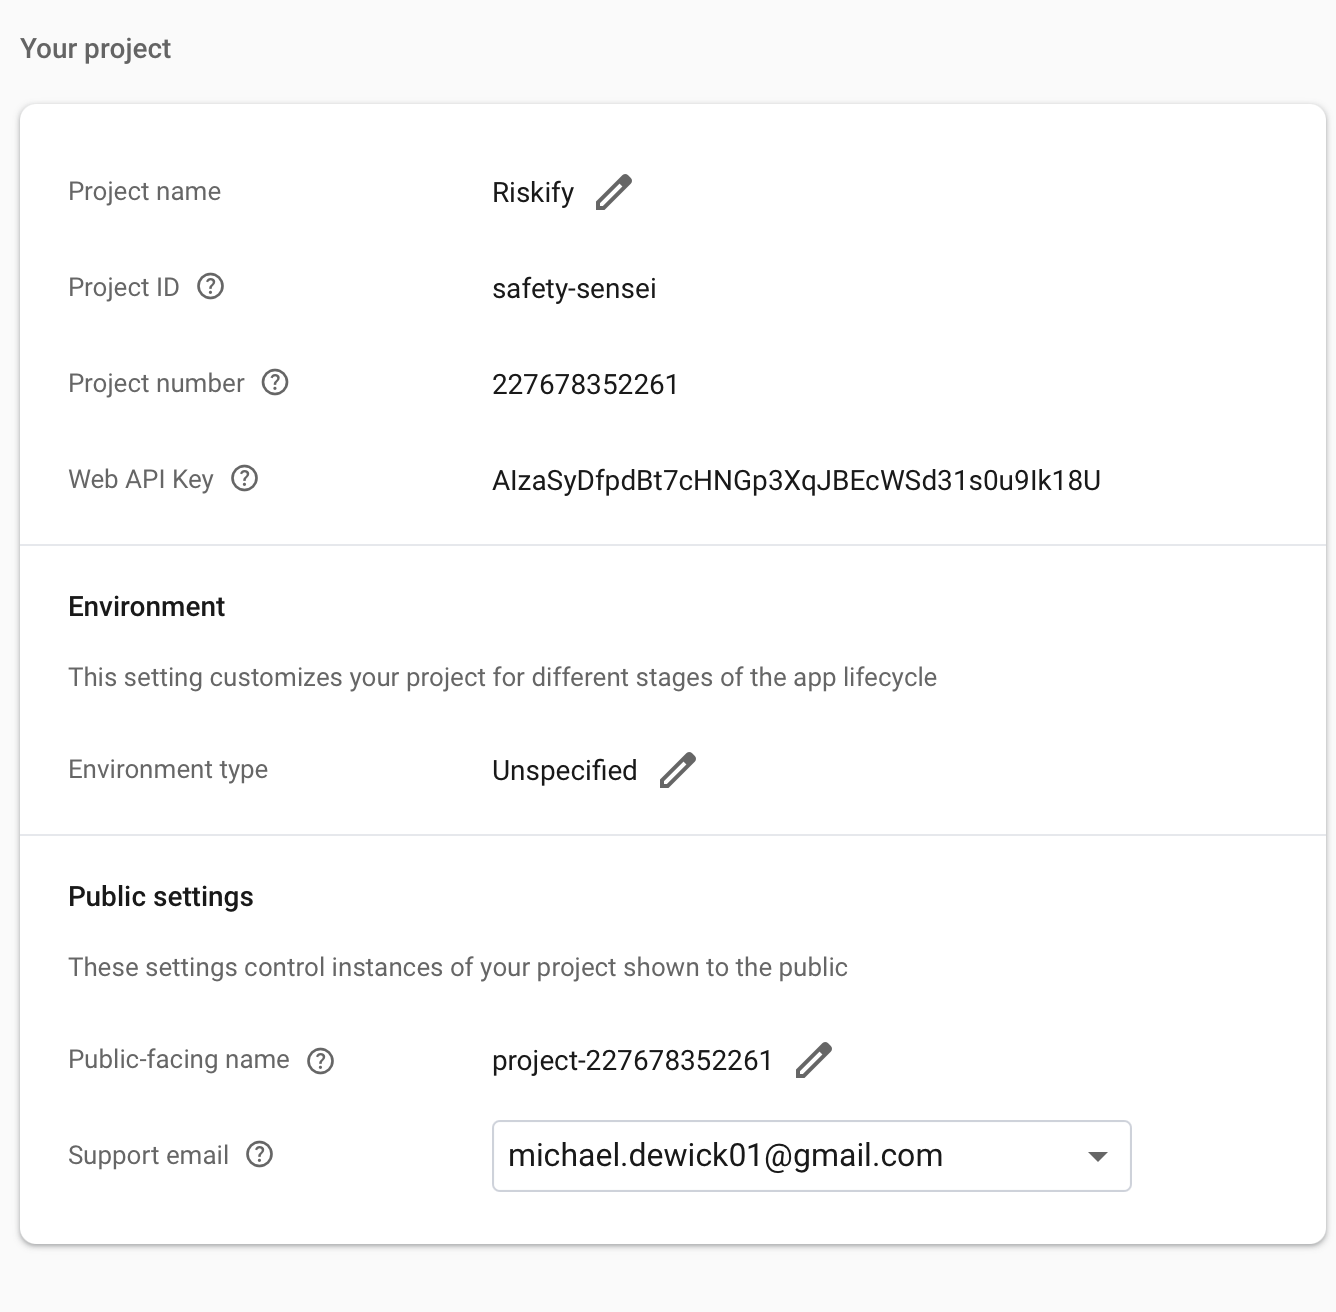 Your project
Project name Riskify
Project ID safety-sensei
Project number 227678352261
Web API Key AIzaSyDfpdBt7cHNGp3XqJBEcWSd31s0u9Ik18U
Environment
This setting customizes your project for different stages of the app lifecycle
Environment type Unspecified
Public settings
These settings control instances of your project shown to the public
Public-facing name project-227678352261
Support email michael.dewick01@gmail.com